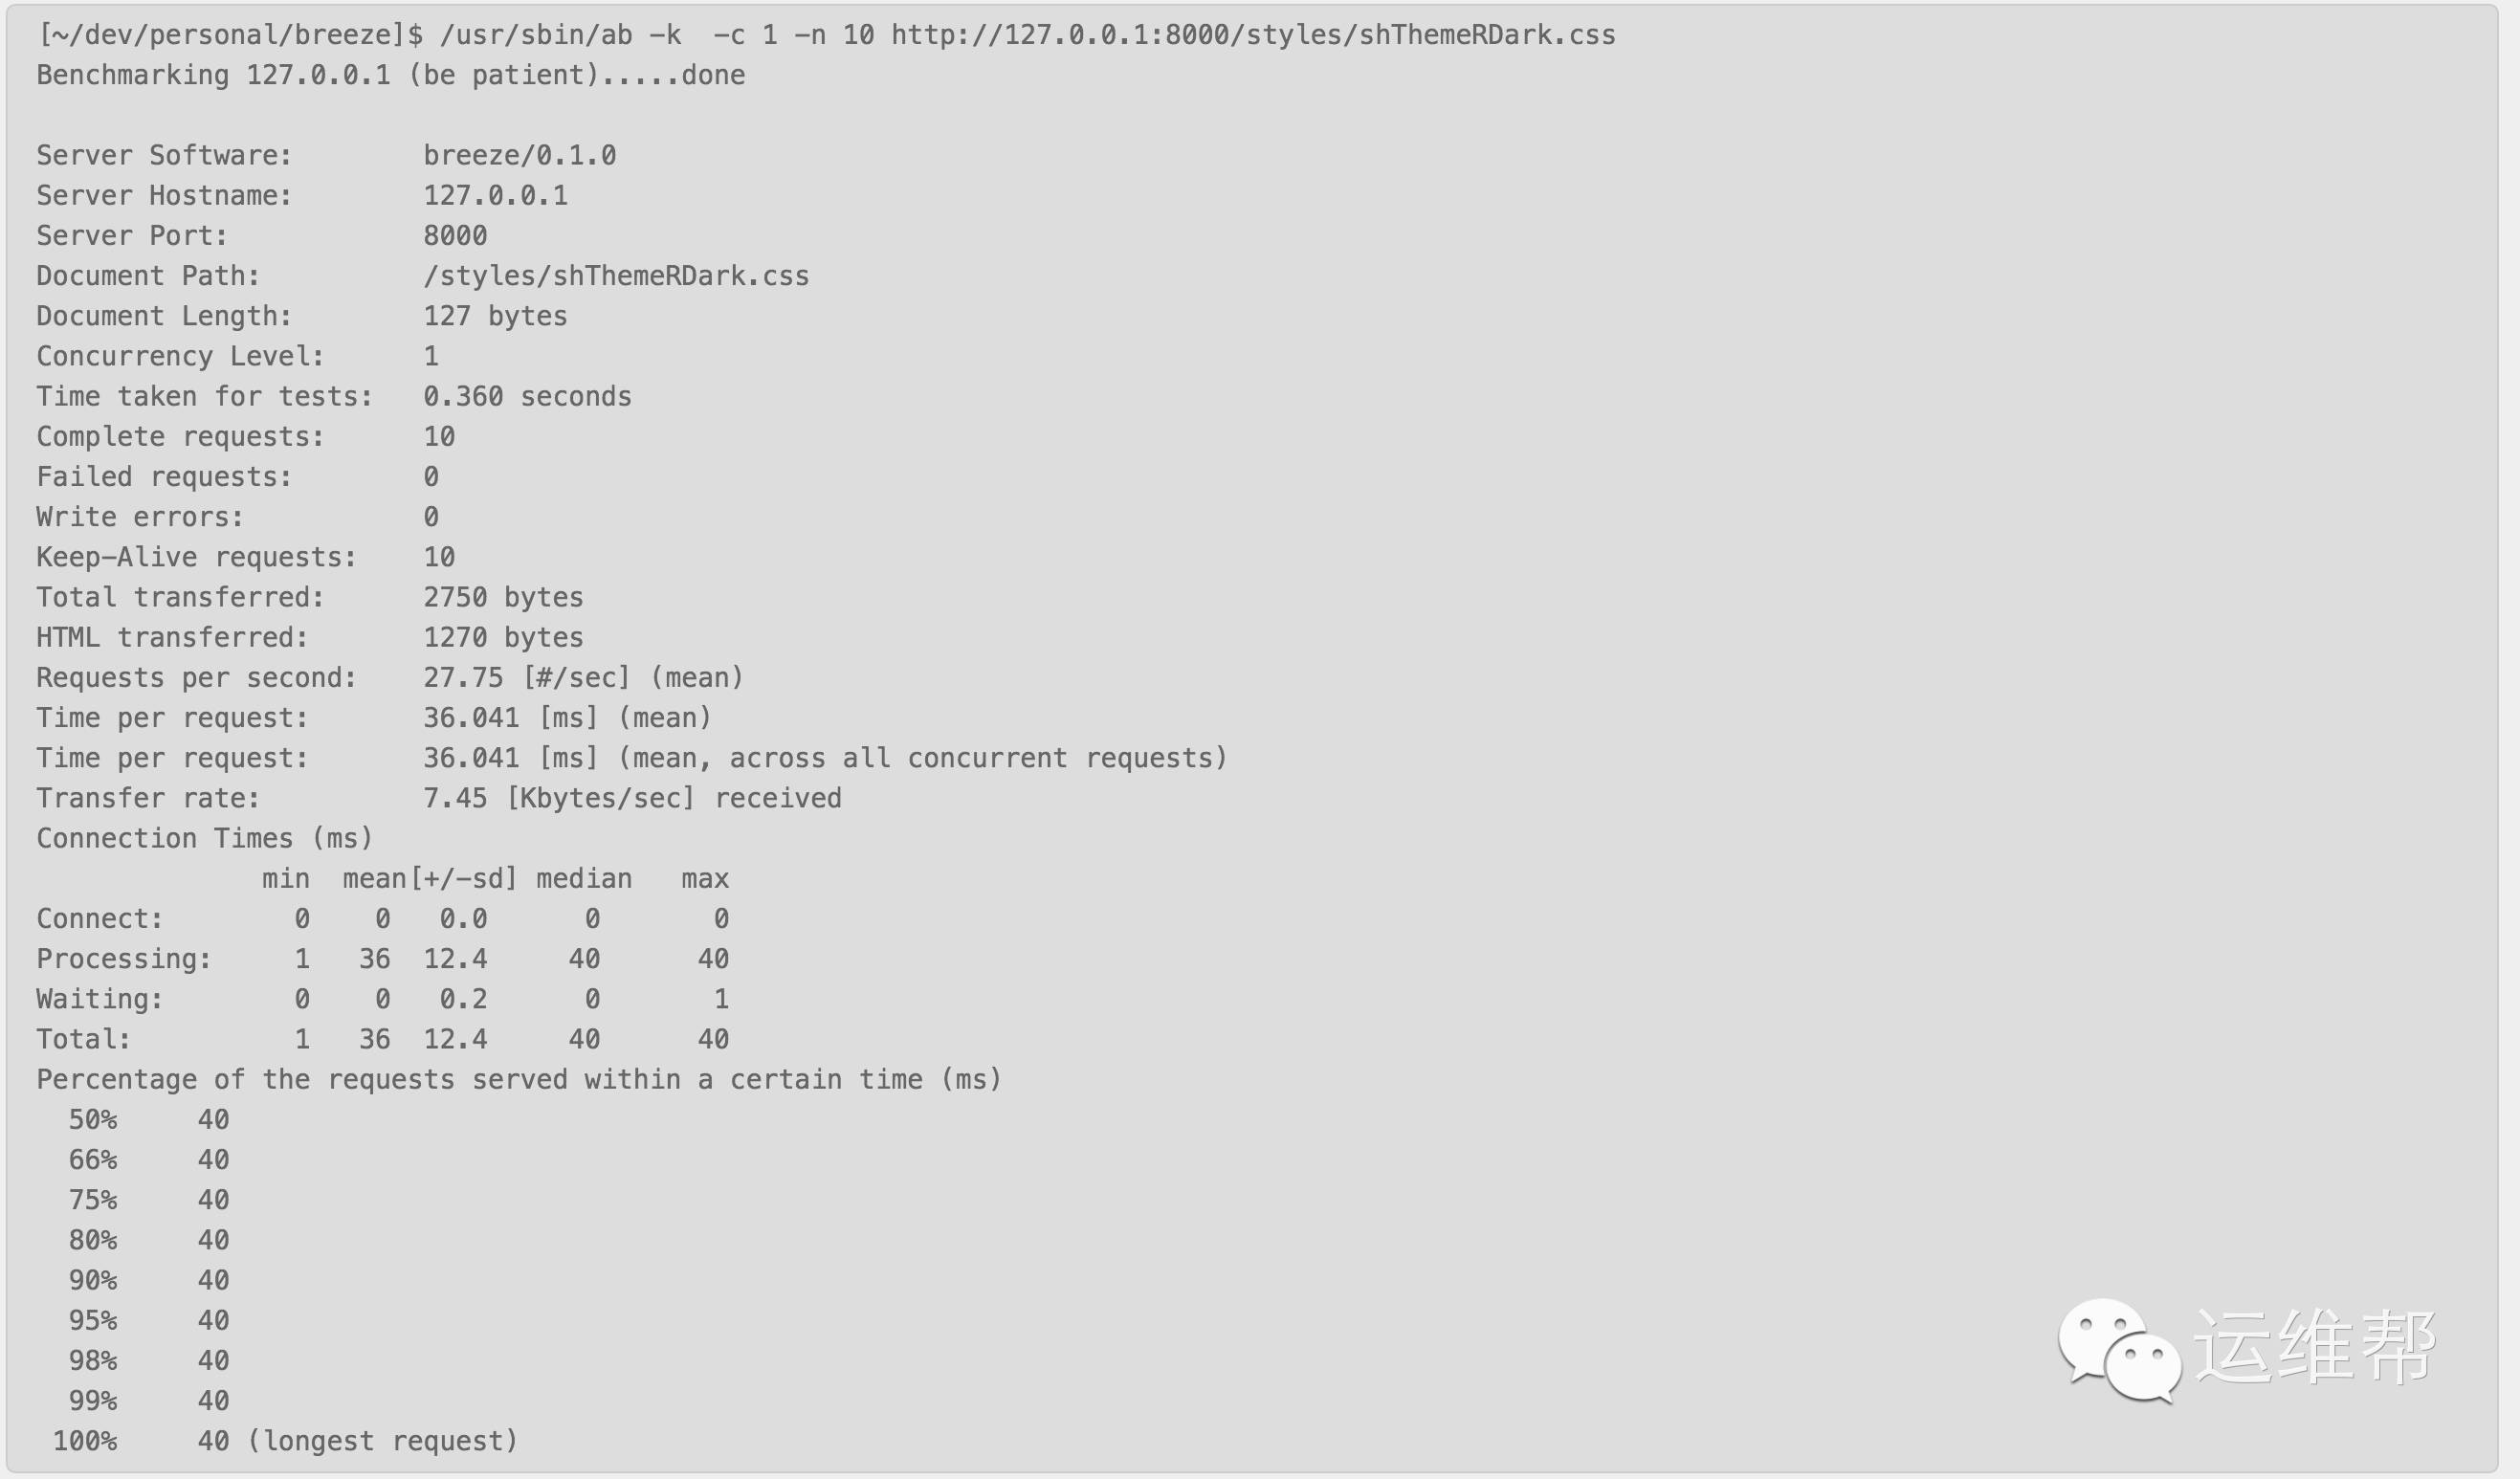 [~/dev/personal/breeze]$ /usr/sbin/ab -k  -c 1 -n 10 http://127.0.0.1:8000/styles/shThemeRDark.css
Benchmarking 127.0.0.1 (be patient).....done
Server Software:        breeze/0.1.0
Server Hostname:        127.0.0.1
Server Port:            8000
Document Path:          /styles/shThemeRDark.css
Document Length:        127 bytes
Concurrency Level:      1
Time taken for tests:   0.360 seconds
Complete requests:      10
Failed requests:        0
Write errors:           0
Keep-Alive requests:    10
Total transferred:      2750 bytes
HTML transferred:       1270 bytes
Requests per second:    27.75 [#/sec] (mean)
Time per request:       36.041 [ms] (mean)
Time per request:       36.041 [ms] (mean, across all concurrent requests)
Transfer rate:          7.45 [Kbytes/sec] received
Connection Times (ms)
              min  mean[+/-sd] median   max
Connect:        0    0   0.0      0       0
Processing:     1   36  12.4     40      40
Waiting:        0    0   0.2      0       1
Total:          1   36  12.4     40      40
Percentage of the requests served within a certain time (ms)
  50%     40
  66%     40
  75%     40
  80%     40
  90%     40
  95%     40
  98%     40
  99%     40
 100%     40 (longest request)
运维帮